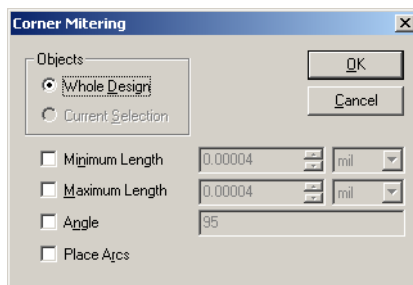 Corner Mitering
Objects
Whole Design
Current Selection
OK
Cancel
Minimum Length 0.00004 mil
Maximum Length 0.00004 mil
Angle 95
Place Arcs